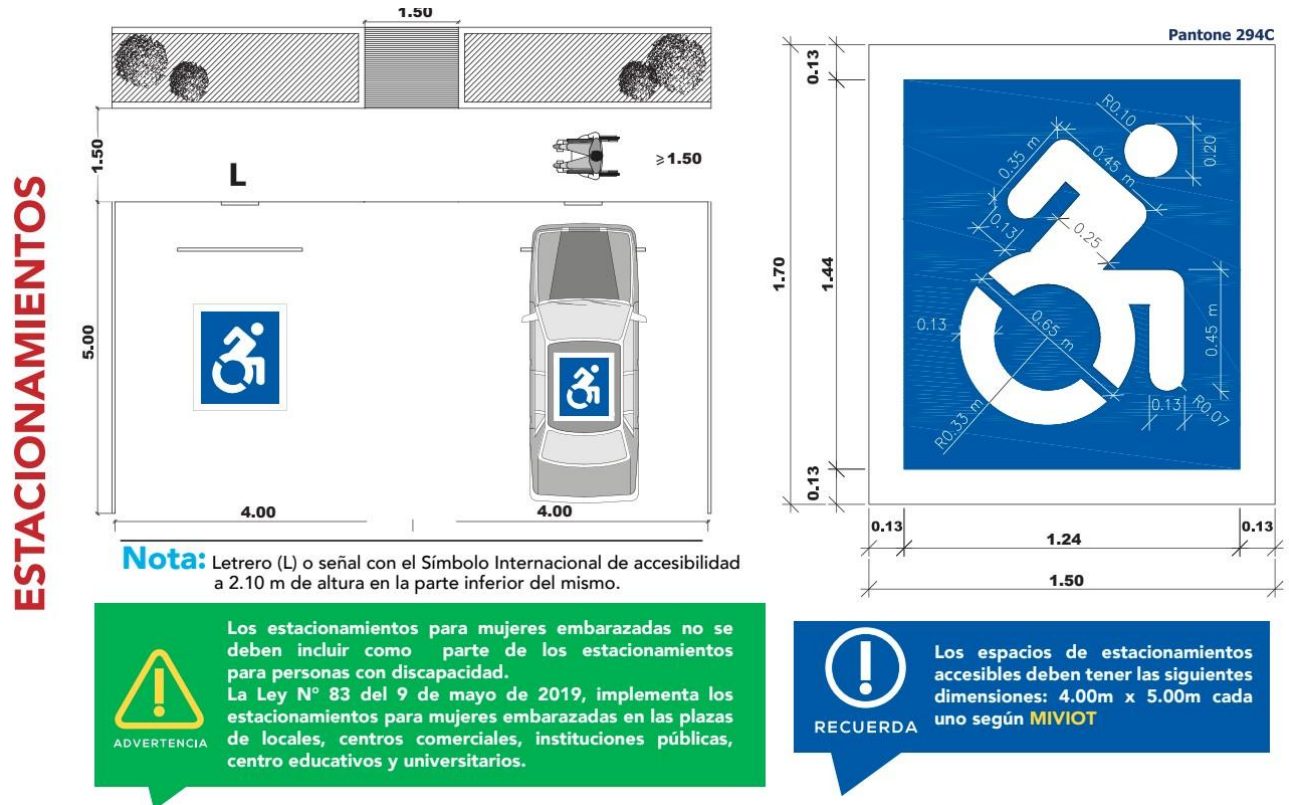 ESTACIONAMIENTOS
1.50
1.50
L
≥1.50
5.00
4.00
4.00
Nota: Letrero (L) o señal con el Símbolo Internacional de accesibilidad
a 2.10 m de altura en la parte inferior del mismo.
Pantone 294C
0.13
1.70
1.44
0.13
R0.10
0.20
0.35 m
0.45 m
0.13
0.25
0.13
0.65 m
0.45 m
R0.33 m
0.13
R0.07
0.13
1.24
0.13
1.50
ADVERTENCIA
Los estacionamientos para mujeres embarazadas no se
deben incluir como parte de los estacionamientos
para personas con discapacidad.
La Ley N° 83 del 9 de mayo de 2019, implementa los
estacionamientos para mujeres embarazadas en las plazas
de locales, centros comerciales, instituciones públicas,
centro educativos y universitarios.
RECUERDA
Los espacios de estacionamientos
accesibles deben tener las siguientes
dimensiones: 4.00m x 5.00m cada
uno según MIVIOT